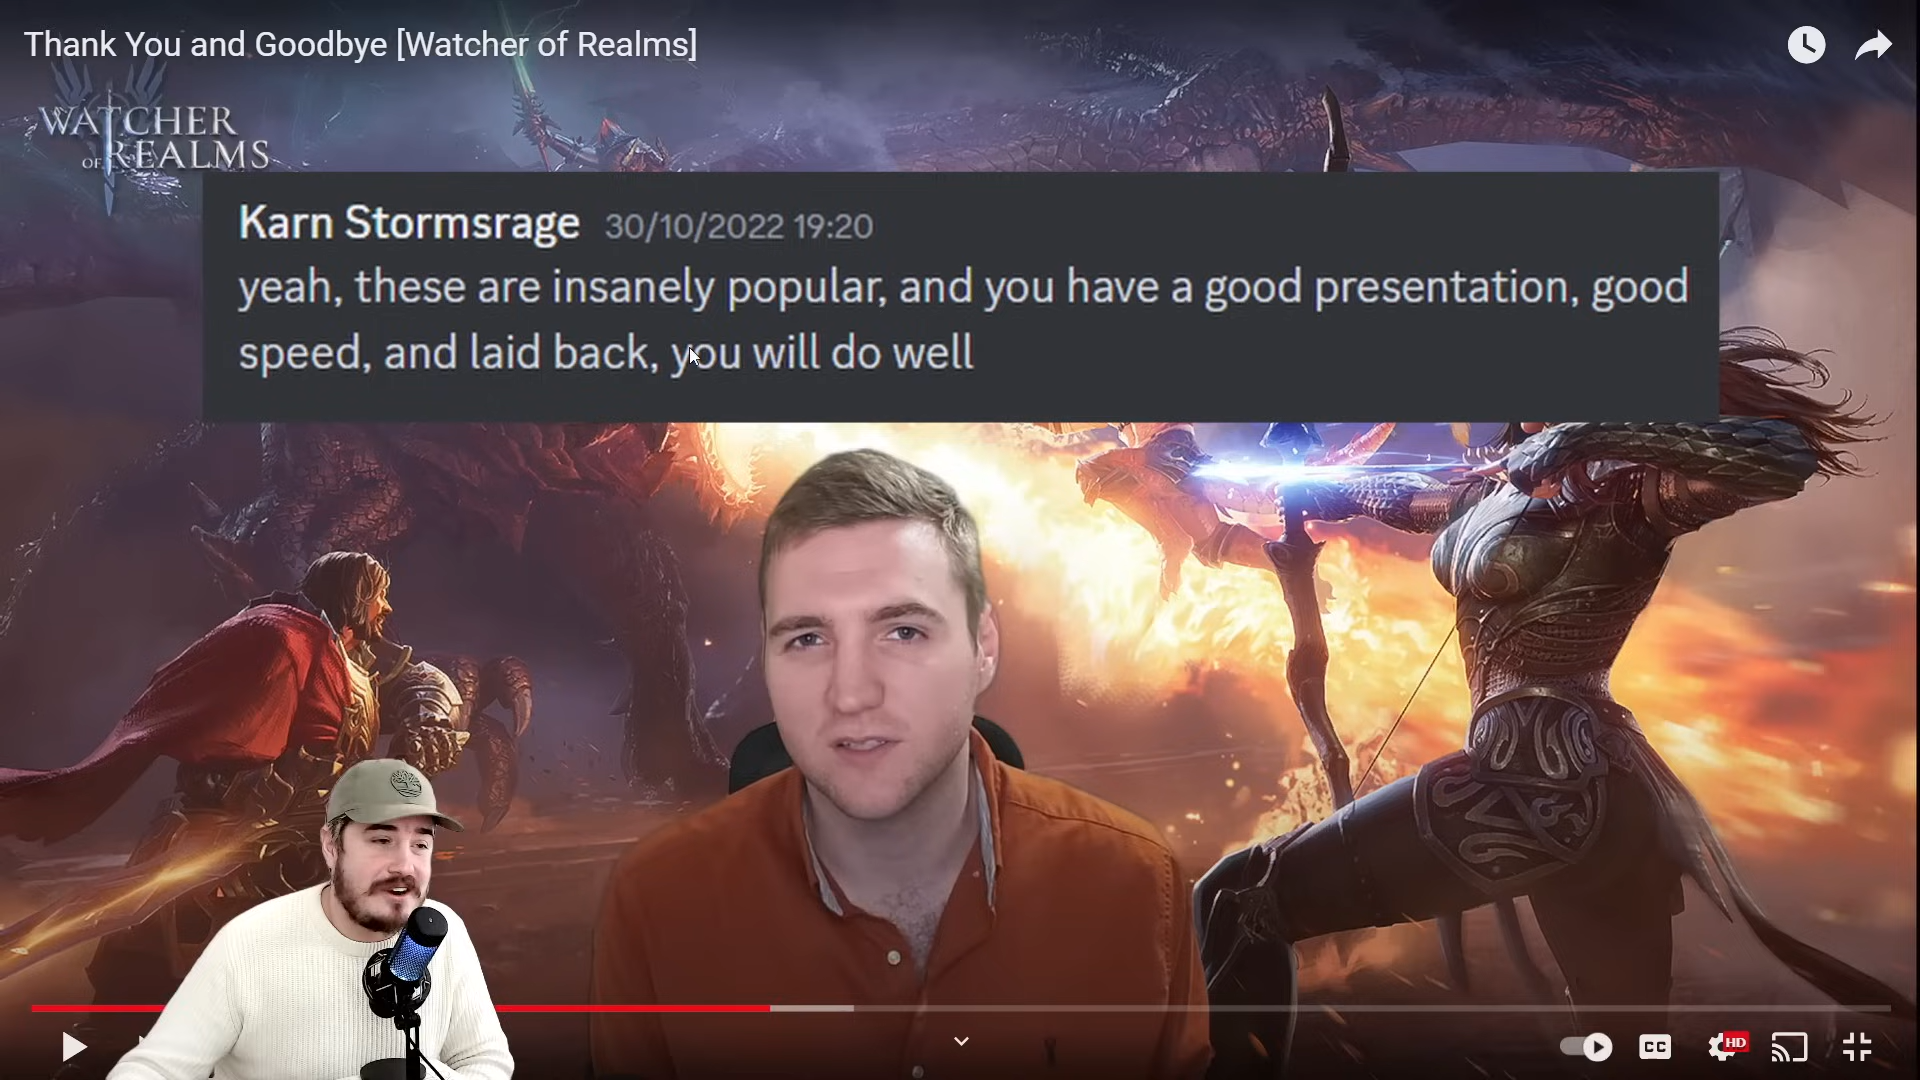 Thank You and Goodbye [Watcher of Realms]
WATCHER
OF REALMS
Karn Stormsrage 30/10/2022 19:20
yeah, these are insanely popular, and you have a good presentation, good
speed, and laid back, you will do well
CC
HD